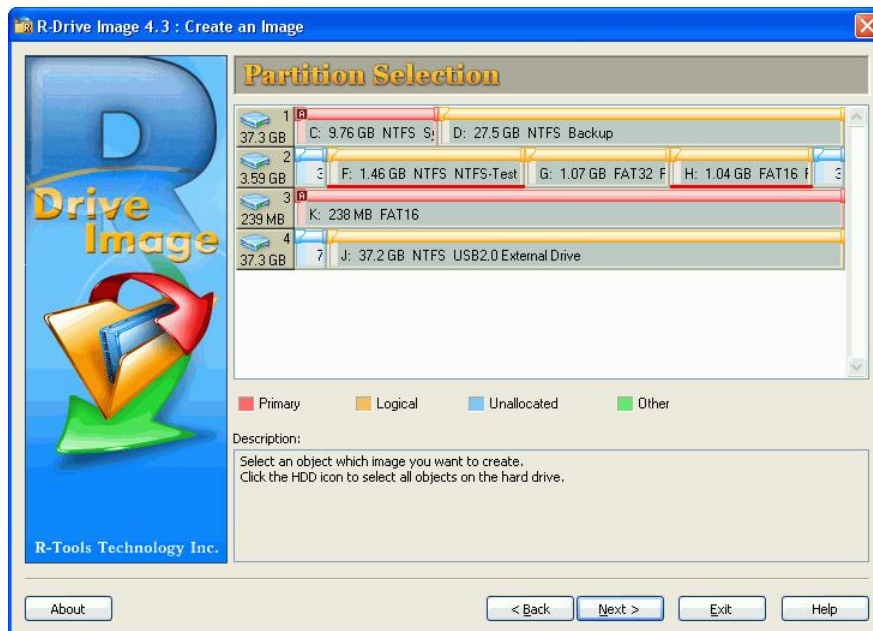 R-Drive Image 4.3 : Create an Image
Partition Selection
1
A
37.3 GB
C: 9.76 GB NTFS
D: 27.5 GB NTFS Backup
2
3.59 GB
F: 1.46 GB NTFS NTFS-Test
G: 1.07 GB FAT32 F
H: 1.04 GB FAT16
3
A
239 MB
K: 238 MB FAT16
4
37.3 GB
7
J: 37.2 GB NTFS USB2.0 External Drive
R
Drive
Image
Primary
Logical
Unallocated
Other
Description:
Select an object which image you want to create.
Click the HDD icon to select all objects on the hard drive.
R-Tools Technology Inc.
About
< Back
Next >
Exit
Help